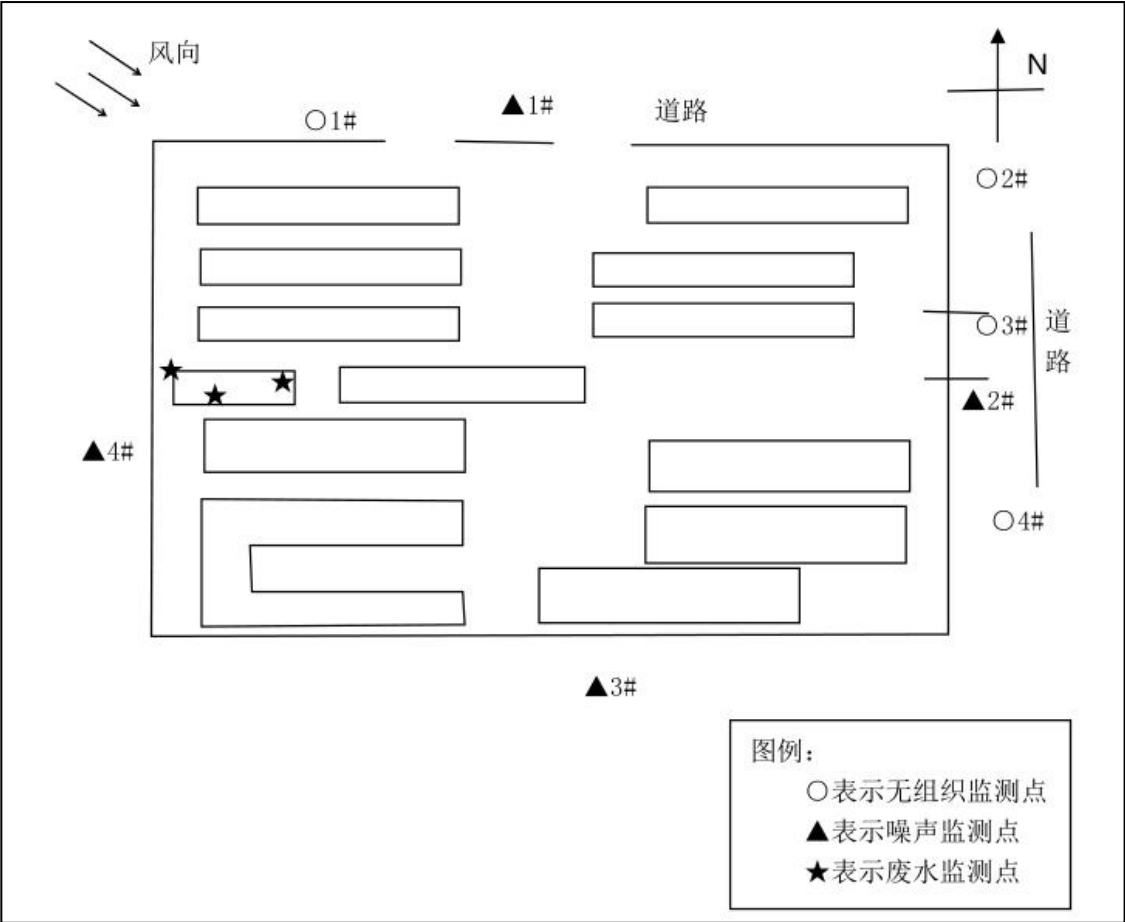 风向
N
○1#
▲1#
道路
○2#
○3#
道
路
▲2#
▲4#
○4#
▲3#
图例：
○表示无组织监测点
▲表示噪声监测点
★表示废水监测点